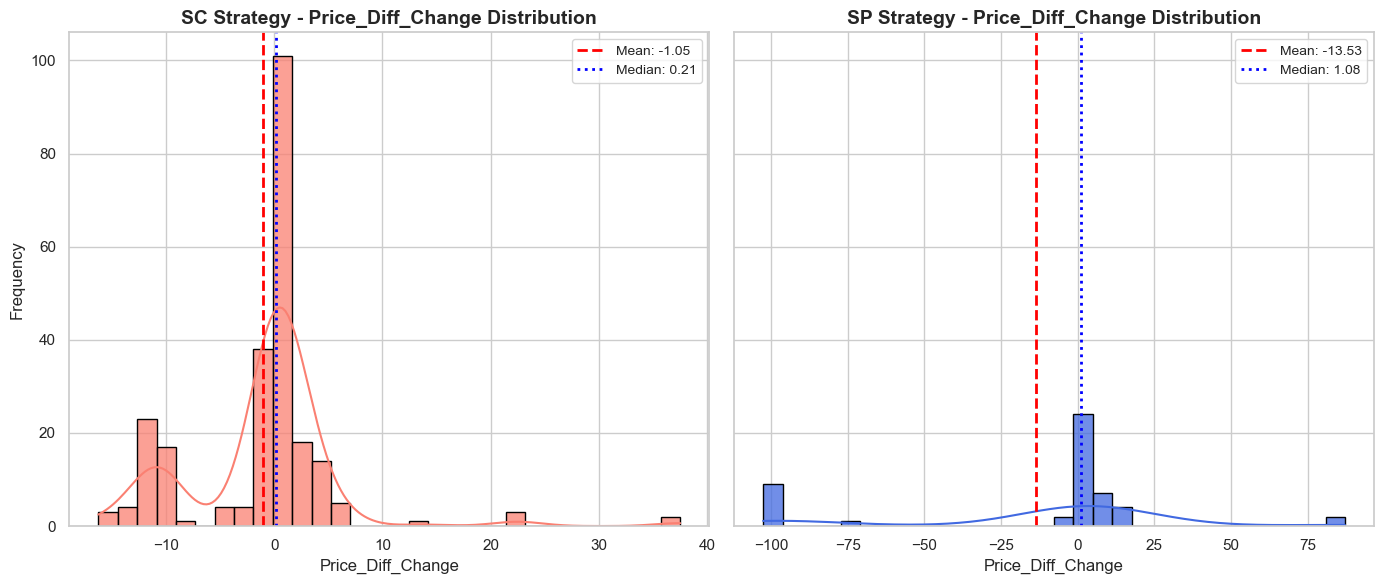 SC Strategy - Price_Diff_Change Distribution
Mean: -1.05
Median: 0.21
Frequency
100
80
60
40
20
0
−10
0
10
20
30
40
Price_Diff_Change
SP Strategy - Price_Diff_Change Distribution
Mean: -13.53
Median: 1.08
−100
−75
−50
−25
0
25
50
75
Price_Diff_Change